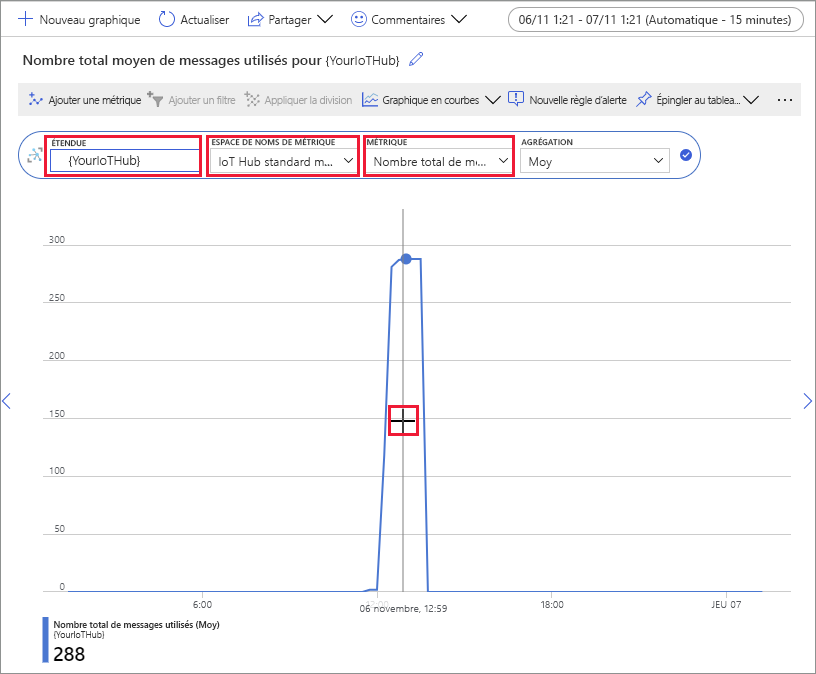 Nouveau graphique Actualiser Partager Commentaires 06/11 1:21 - 07/11 1:21 (Automatique - 15 minutes)
Nombre total moyen de messages utilisés pour {YourIoTHub}
Ajouter une métrique Ajouter un filtre Appliquer la division Graphique en courbes Nouvelle règle d'alerte Épingler au tablea... ...
ÉTENDUE ESPACE DE NOMS DE MÉTRIQUE MÉTRIQUE AGRÉGATION
{YourIoTHub} IoT Hub standard m... Nombre total de m... Moy
300
250
200
150
100
50
0
6:00 06 novembre, 12:59 18:00 JEU 07
Nombre total de messages utilisés (Moy)
{YourIoTHub}
288